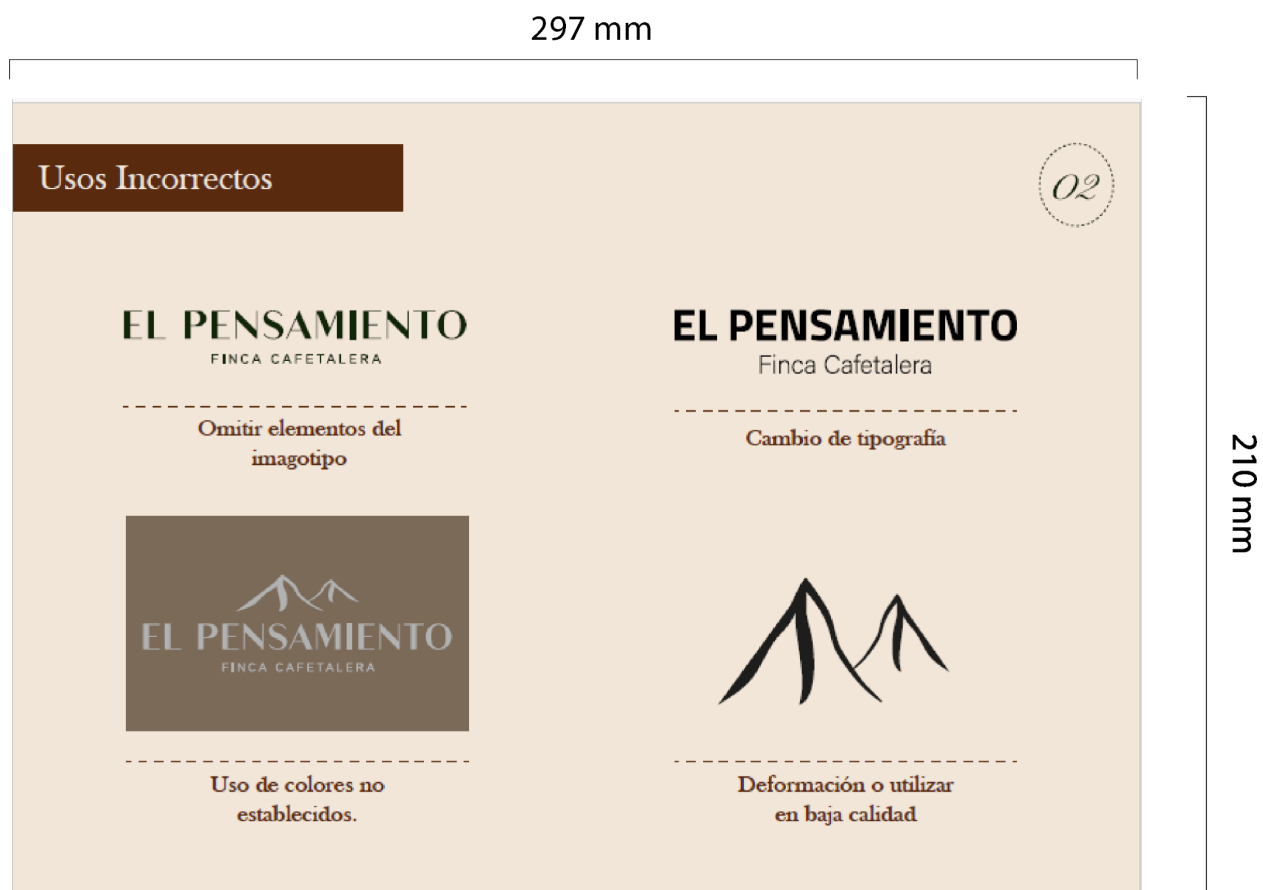 297 mm
Usos Incorrectos
02
EL PENSAMIENTO
FINCA CAFETALERA
Omitir elementos del
imagotipo
EL PENSAMIENTO
Finca Cafetalera
Cambio de tipografía
EL PENSAMIENTO
FINCA CAFETALERA
Uso de colores no
establecidos.
Deformación o utilizar
en baja calidad
210 mm